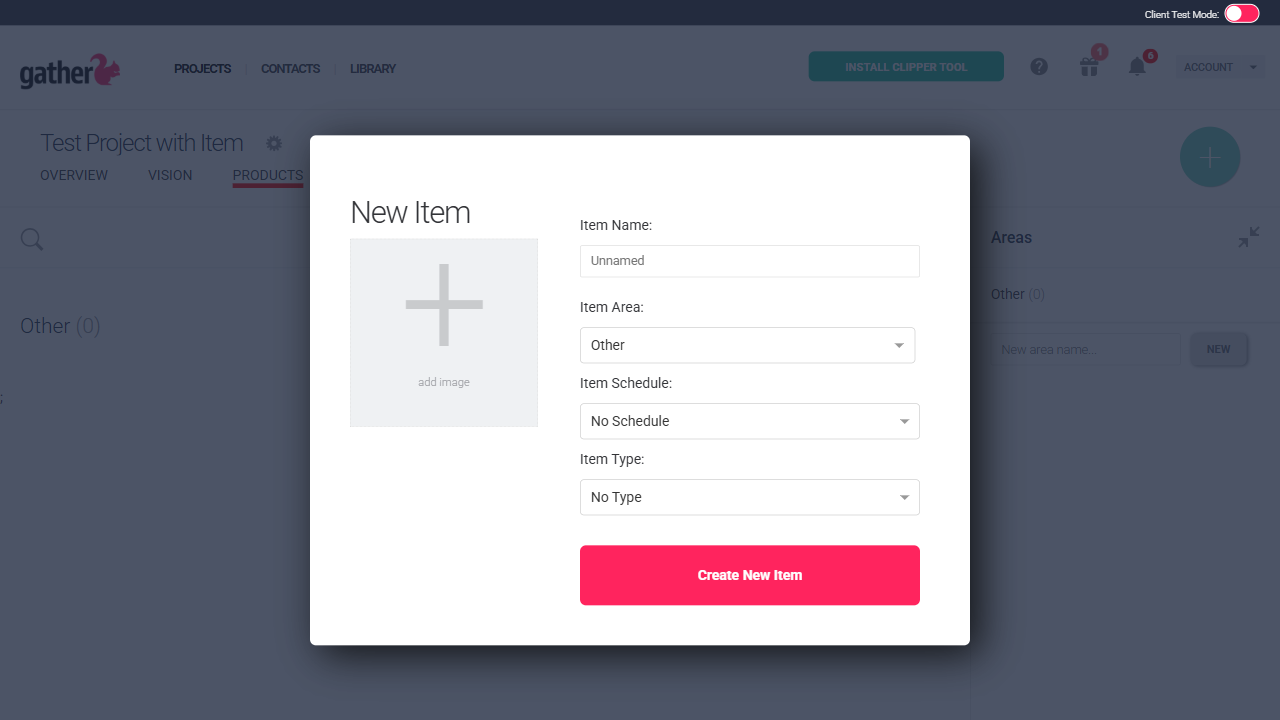 Client Test Mode:
gather
PROJECTS
CONTACTS
LIBRARY
INSTALL CLIPPER TOOL
1
6
ACCOUNT
Test Project with Item
OVERVIEW
VISION
PRODUCTS
New Item
add image
Item Name:
Unnamed
Item Area:
Other
Item Schedule:
No Schedule
Item Type:
No Type
Create New Item
Areas
Other (0)
New area name...
NEW
Other (0)
;